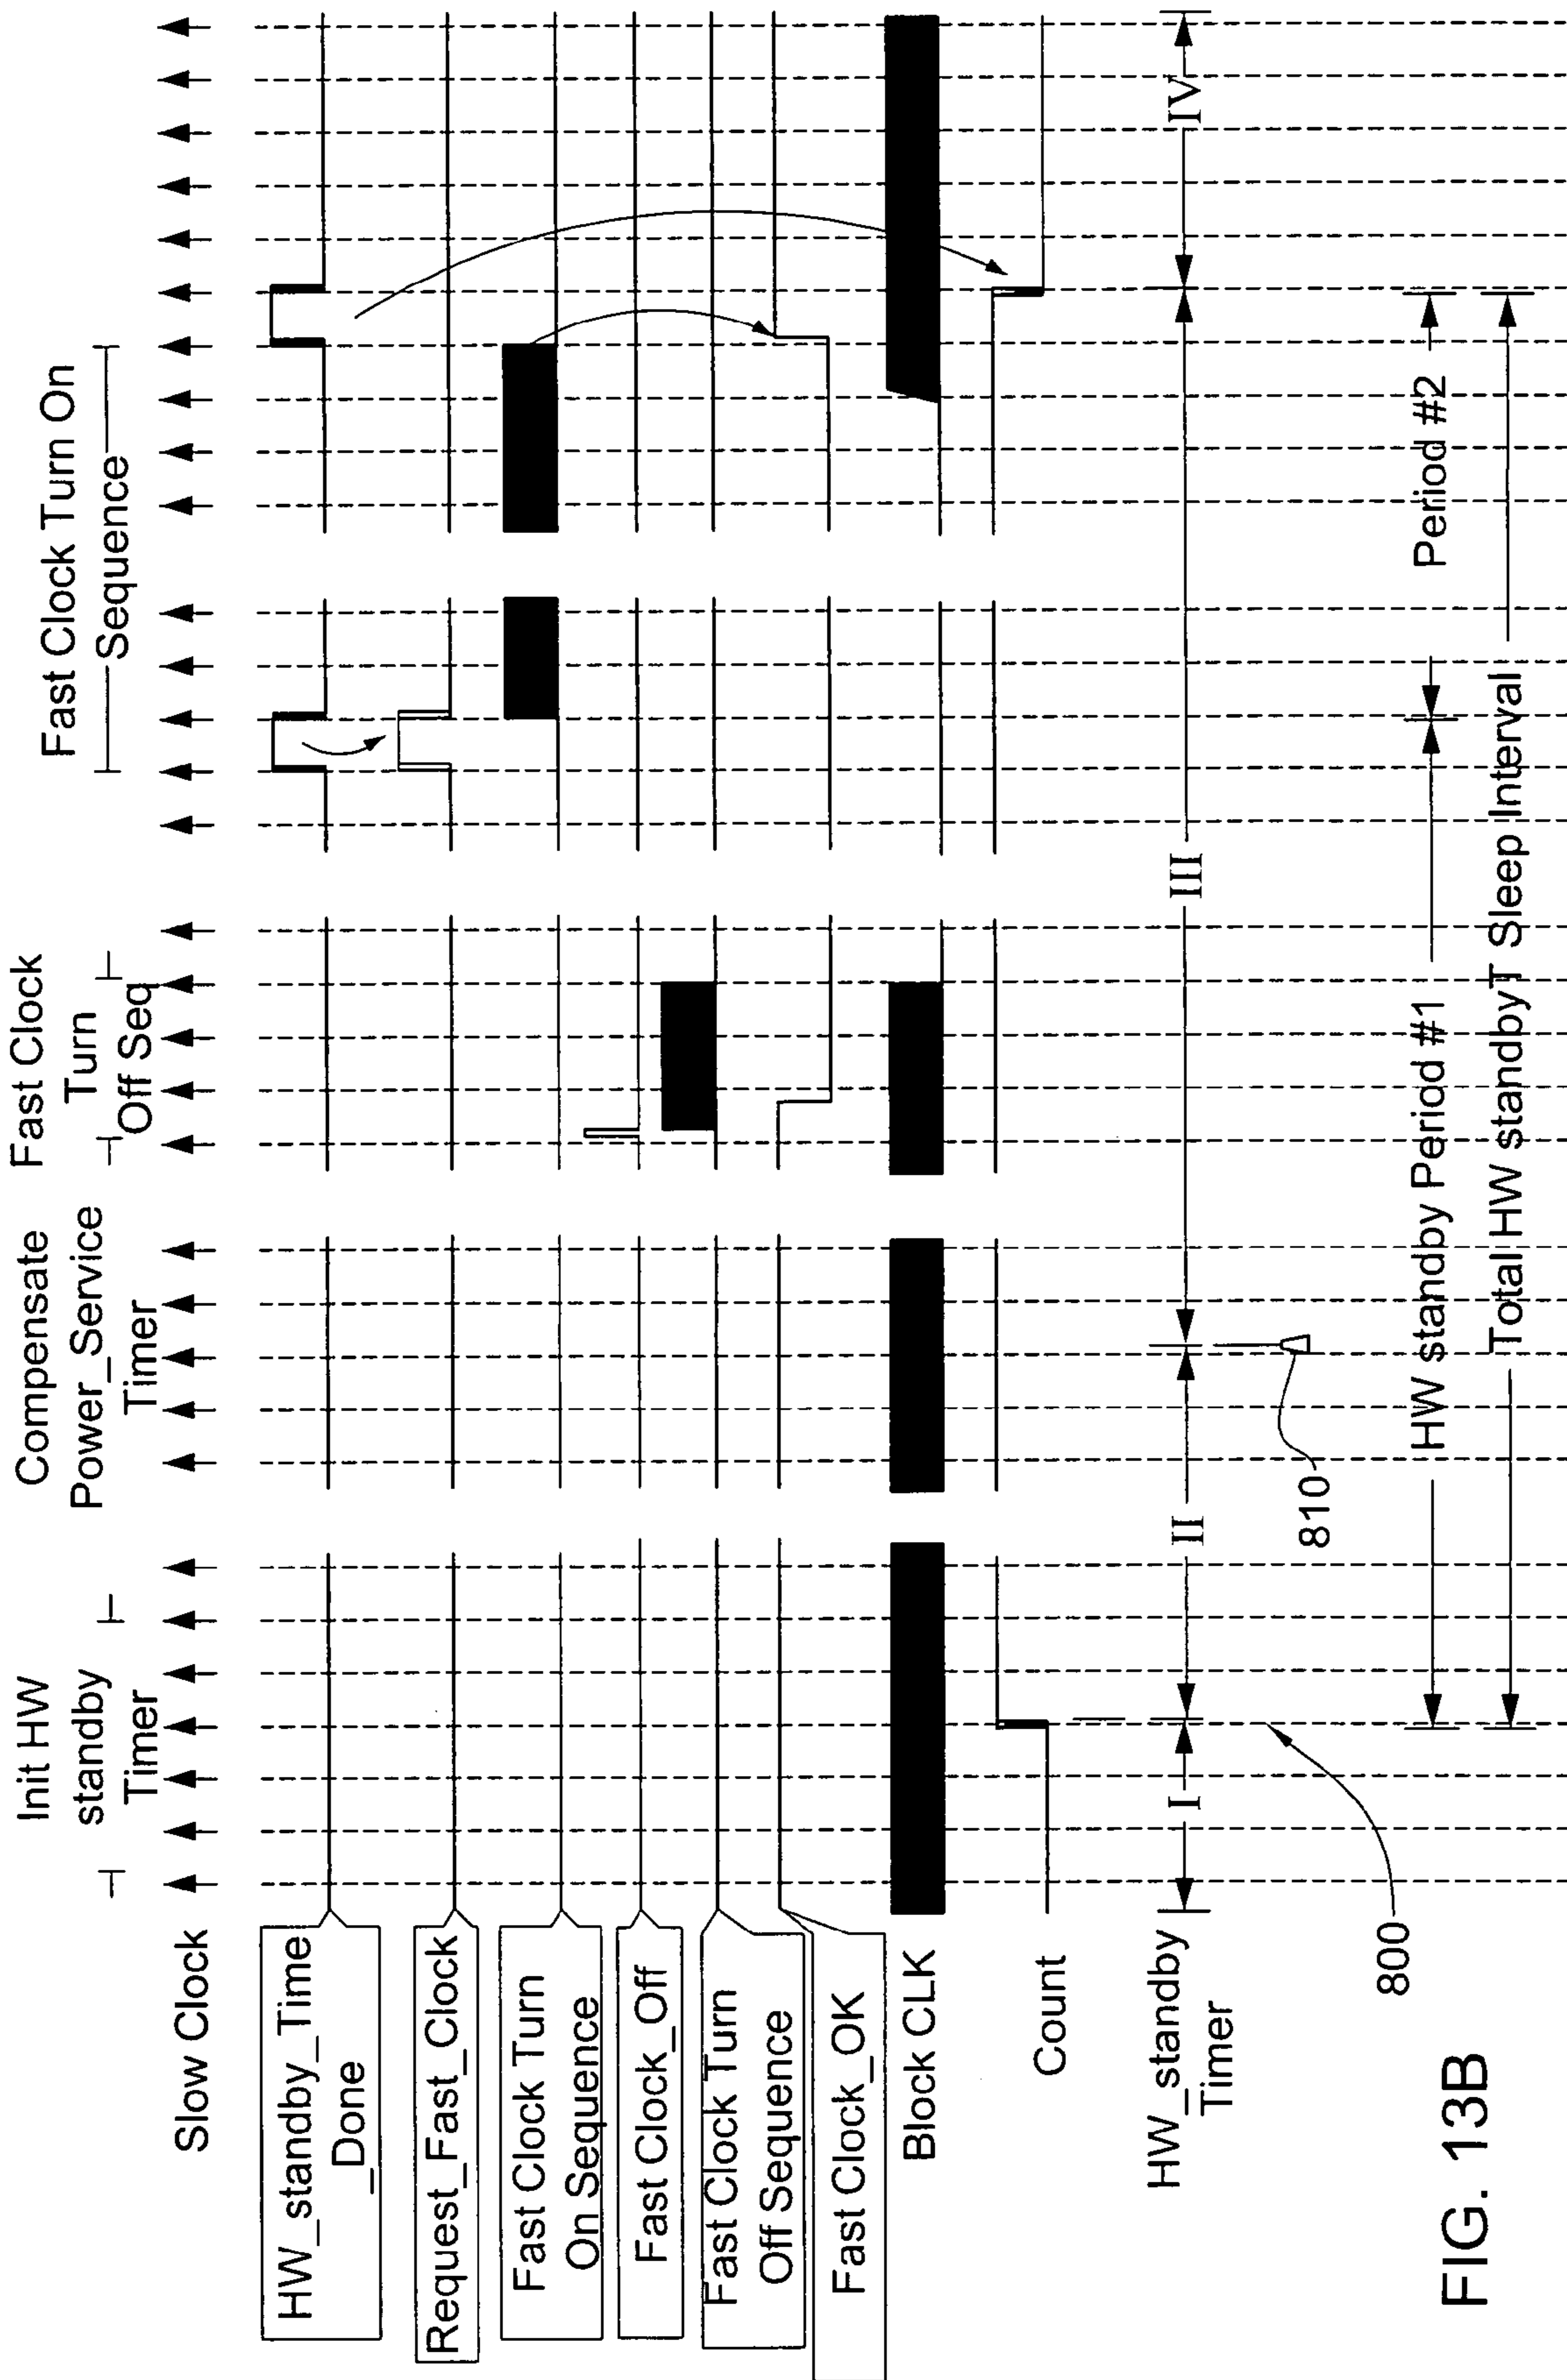 Init HW
standby
Timer
Compensate
Power_Service
Timer
Fast Clock
Turn
Off Seq
Fast Clock Turn On
Sequence
Slow Clock
HW_standby_Time
_Done
Request_Fast_Clock
Fast Clock Turn
On Sequence
Fast Clock_Off
Fast Clock Turn
Off Sequence
Fast Clock_OK
Block CLK
Count
HW_standby
Timer
I
II
III
IV
800
810
HW standby Period #1
Period #2
Total HW standbyT Sleep Interval
FIG. 13B